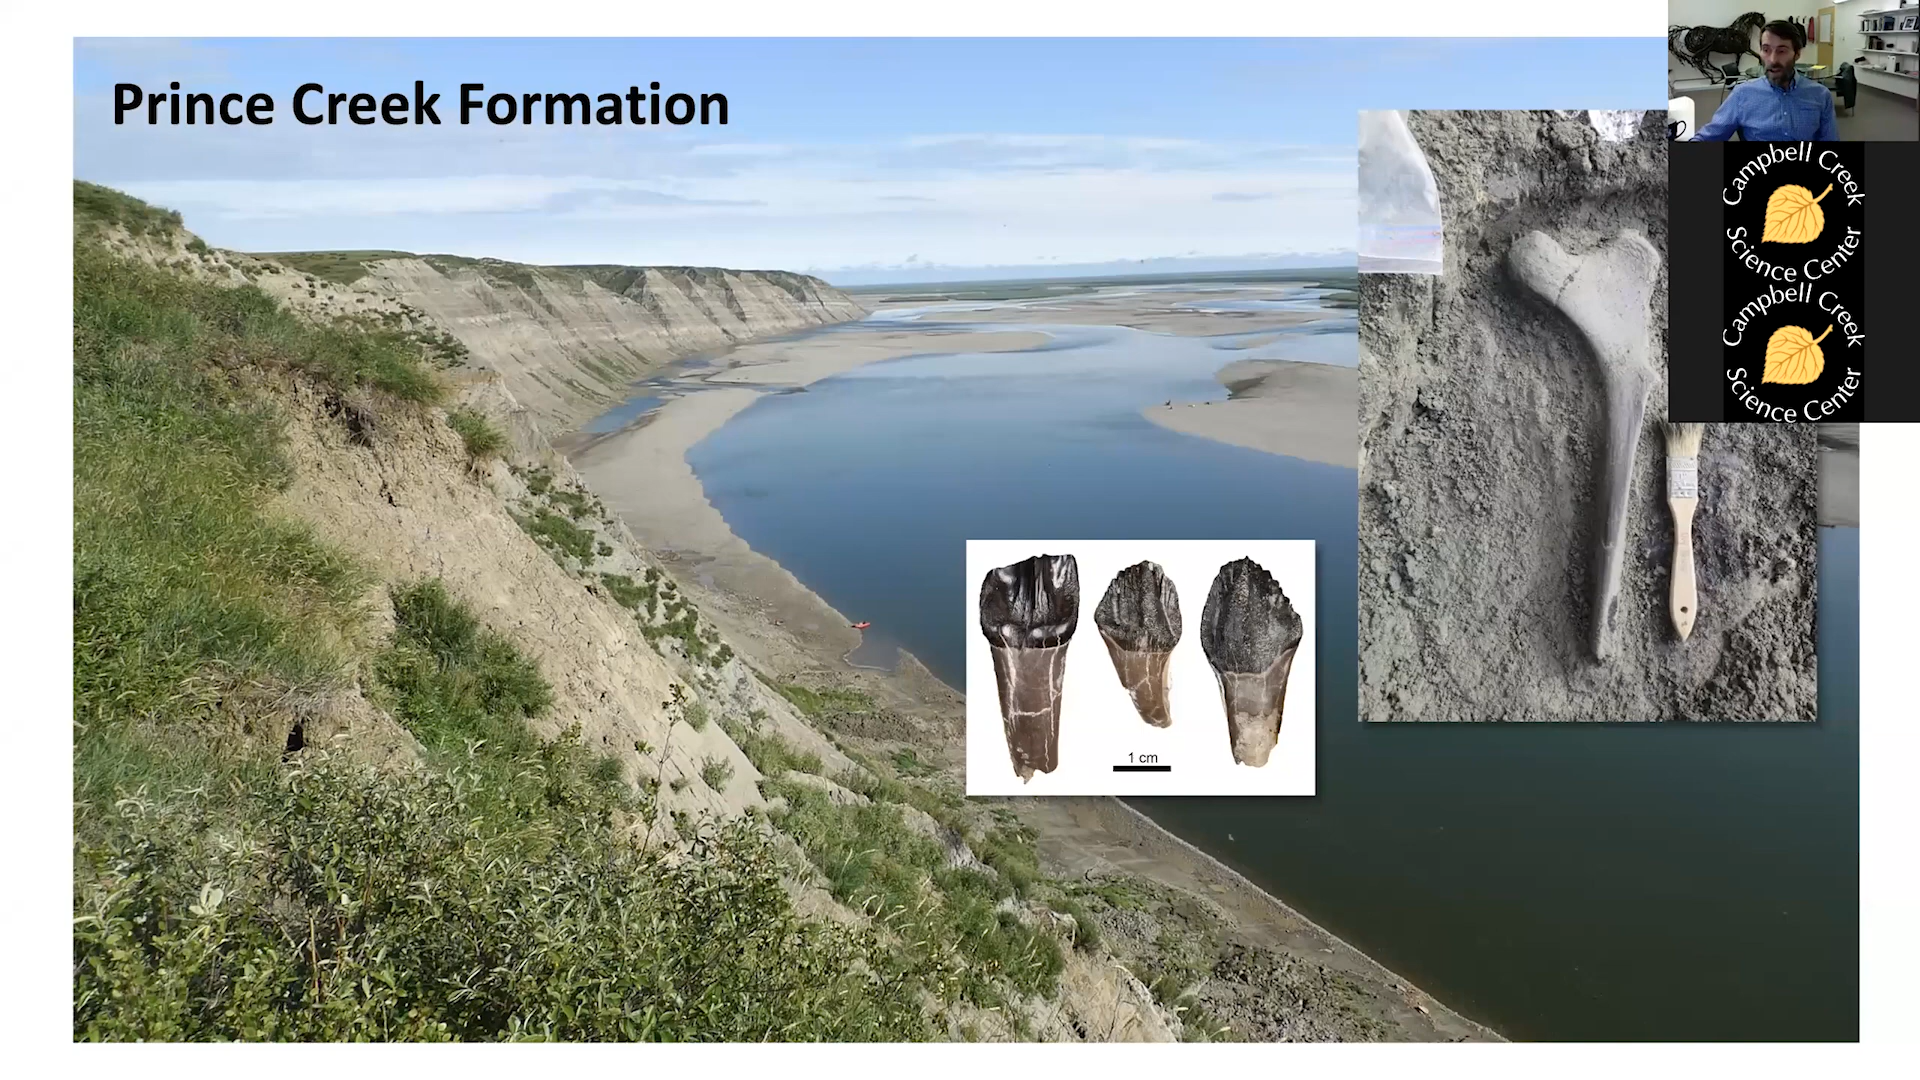 Prince Creek Formation
Campbell Creek
Science Center
Campbell Creek
Science Center
1 cm